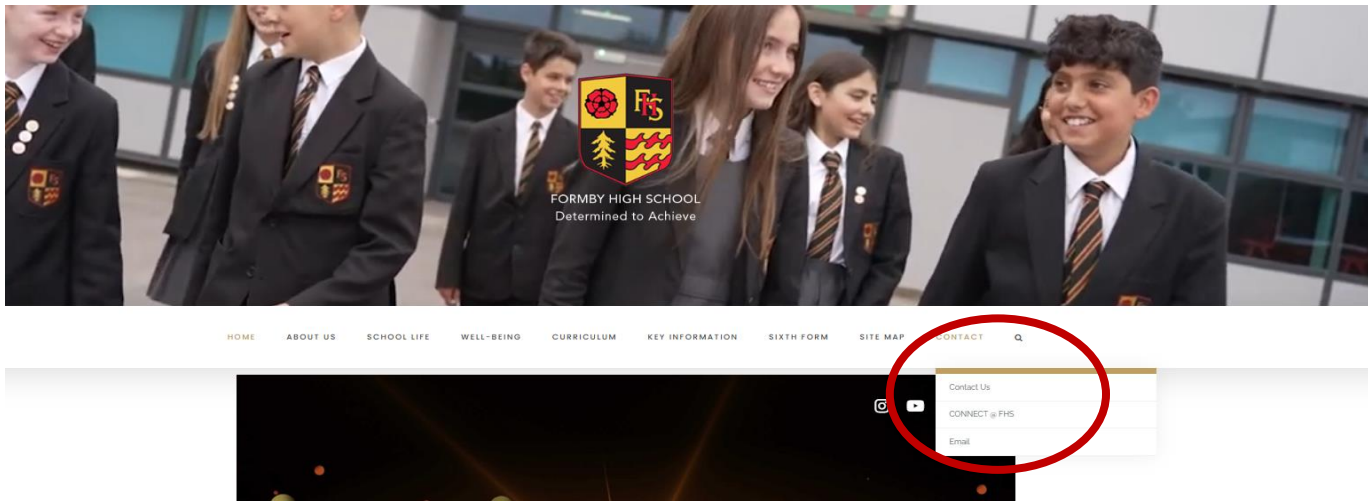 FHS
FORMBY HIGH SCHOOL
Determined to Achieve
HOME ABOUT US SCHOOL LIFE WELL-BEING CURRICULUM KEY INFORMATION SIXTH FORM SITE MAP CONTACT
Contact Us
CONNECT @ FHS
Email